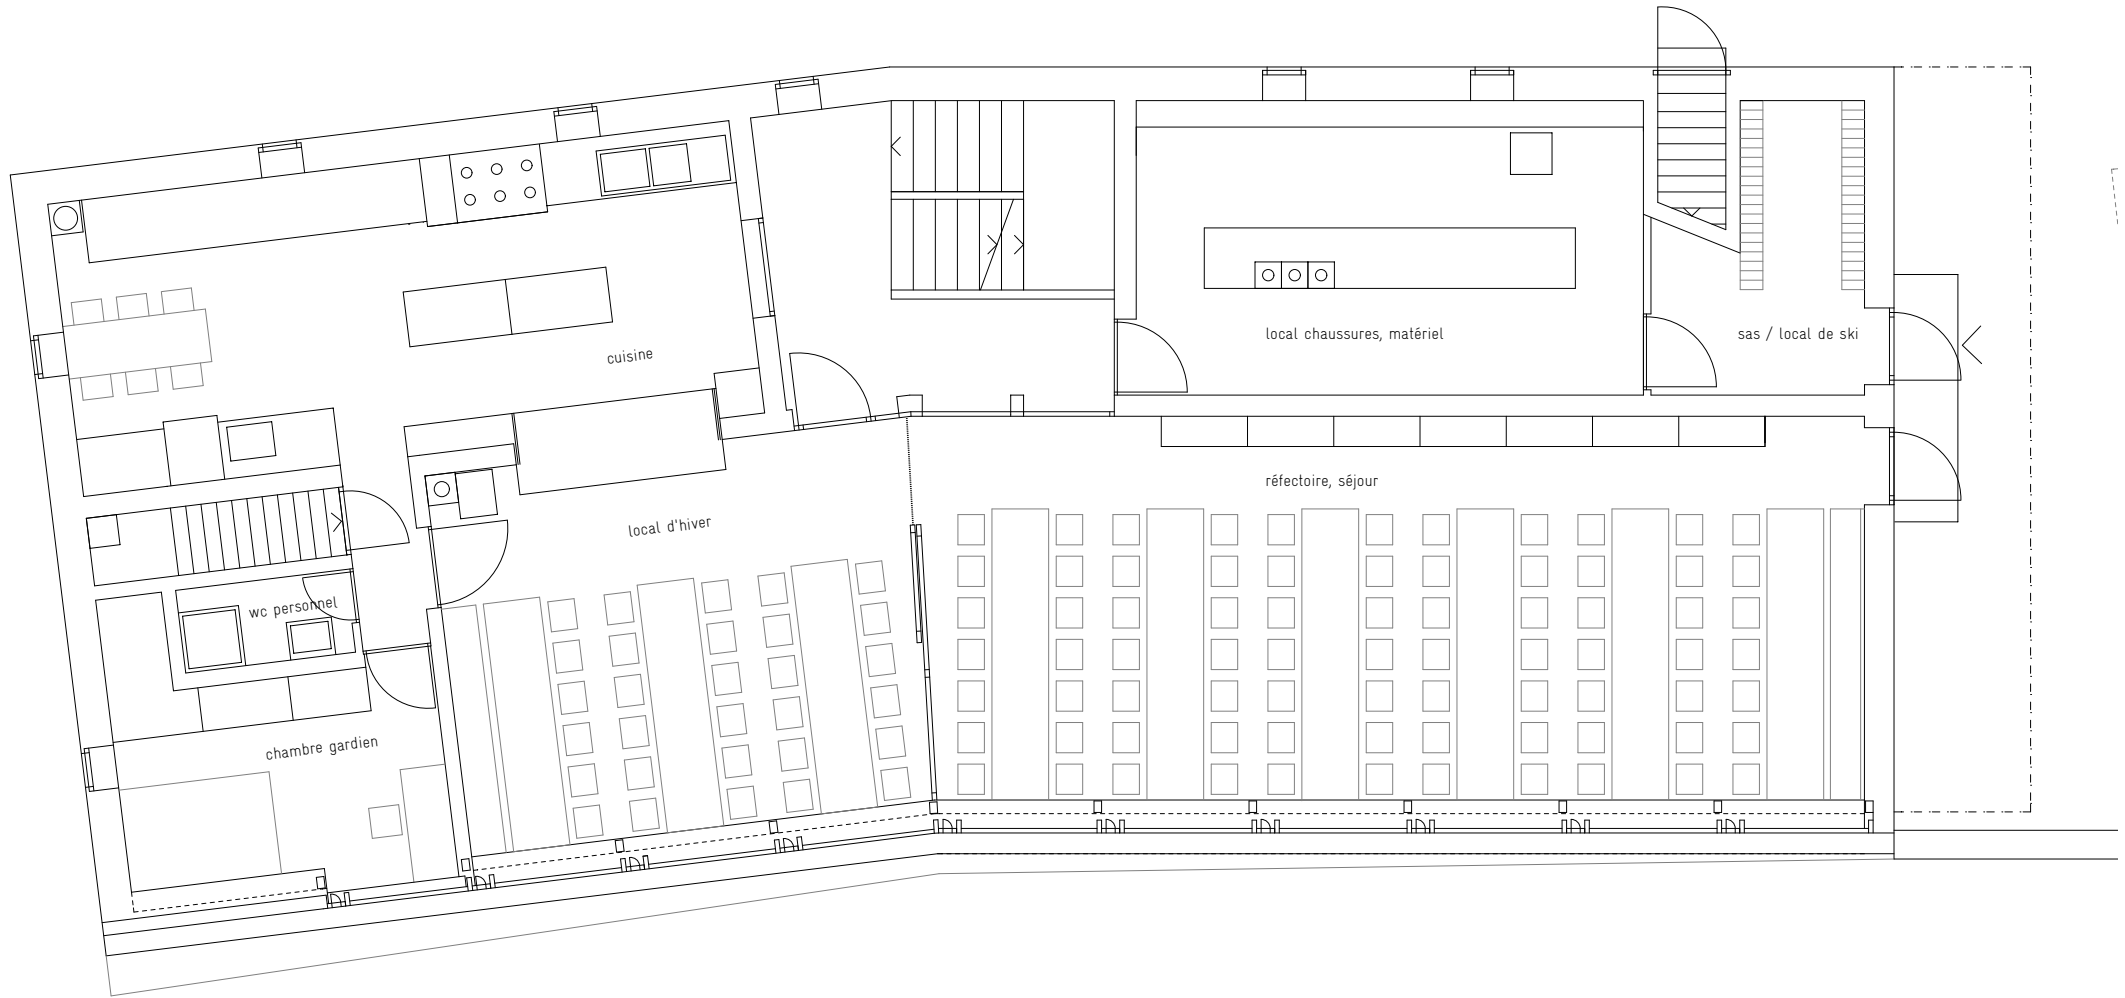 local chaussures, matériel
sas / local de ski
cuisine
réfectoire, séjour
local d'hiver
wc personnel
chambre gardien